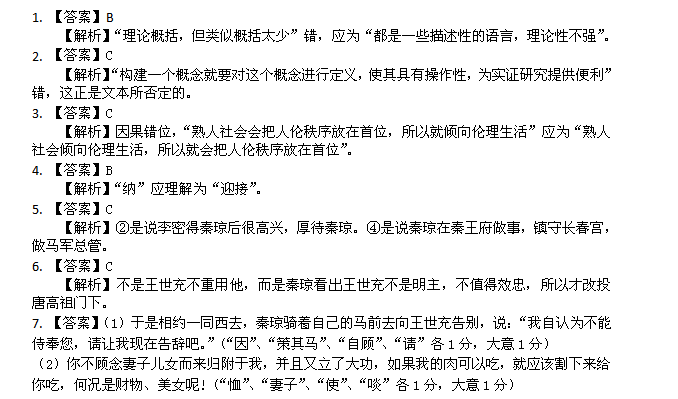 1. 【答案】B
【解析】“理论概括，但类似概括太少”错，应为“都是一些描述性的语言，理论性不强”。
2. 【答案】C
【解析】“构建一个概念就要对这个概念进行定义，使其具有操作性，为实证研究提供便利”
错，这正是文本所否定的。
3. 【答案】C
【解析】因果错位，“熟人社会会把人伦秩序放在首位，所以就倾向伦理生活”应为“熟人
社会倾向伦理生活，所以就会把人伦秩序放在首位”。
4. 【答案】B
【解析】“纳”应理解为“迎接”。
5. 【答案】C
【解析】②是说李密得秦琼后很高兴，厚待秦琼。④是说秦琼在秦王府做事，镇守长春宫，
做马军总管。
6. 【答案】C
【解析】不是王世充不重用他，而是秦琼看出王世充不是明主，不值得效忠，所以才改投
唐高祖门下。
7. 【答案】（1）于是相约一同西去，秦琼骑着自己的马前去向王世充告别，说：“我自认为不能
侍奉您，请让我现在告辞吧。”（“因”、“策其马”、“自顾”、“请”各1分，大意1分）
（2）你不顾念妻子儿女而来归附于我，并且又立了大功，如果我的肉可以吃，就应该割下来给
你吃，何况是财物、美女呢！（“恤”、“妻子”、“使”、“啖”各1分，大意1分）